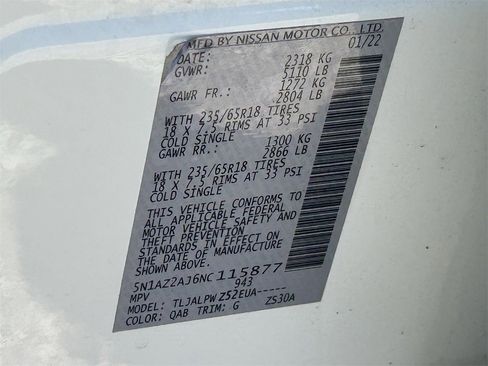 MFD BY NISSAN MOTOR CO., LTD.
DATE: 01/22
GVWR: 2318 KG
5110 LB
GAWR FR.: 1272 KG
2804 LB
WITH 235/65R18 TIRES
18 X 7.5 RIMS AT 33 PSI
COLD SINGLE
GAWR RR.: 1300 KG
2866 LB
WITH 235/65R18 TIRES
18 X 7.5 RIMS AT 33 PSI
COLD SINGLE
THIS VEHICLE CONFORMS TO
ALL APPLICABLE FEDERAL
MOTOR VEHICLE SAFETY AND
THEFT PREVENTION
STANDARDS IN EFFECT ON
THE DATE OF MANUFACTURE
5N1AZ2AJ6NC115877
MPV 943
MODEL: TLJALPWZ52EUA-----
COLOR: QAB TRIM: G ZS30A